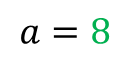 a = 8